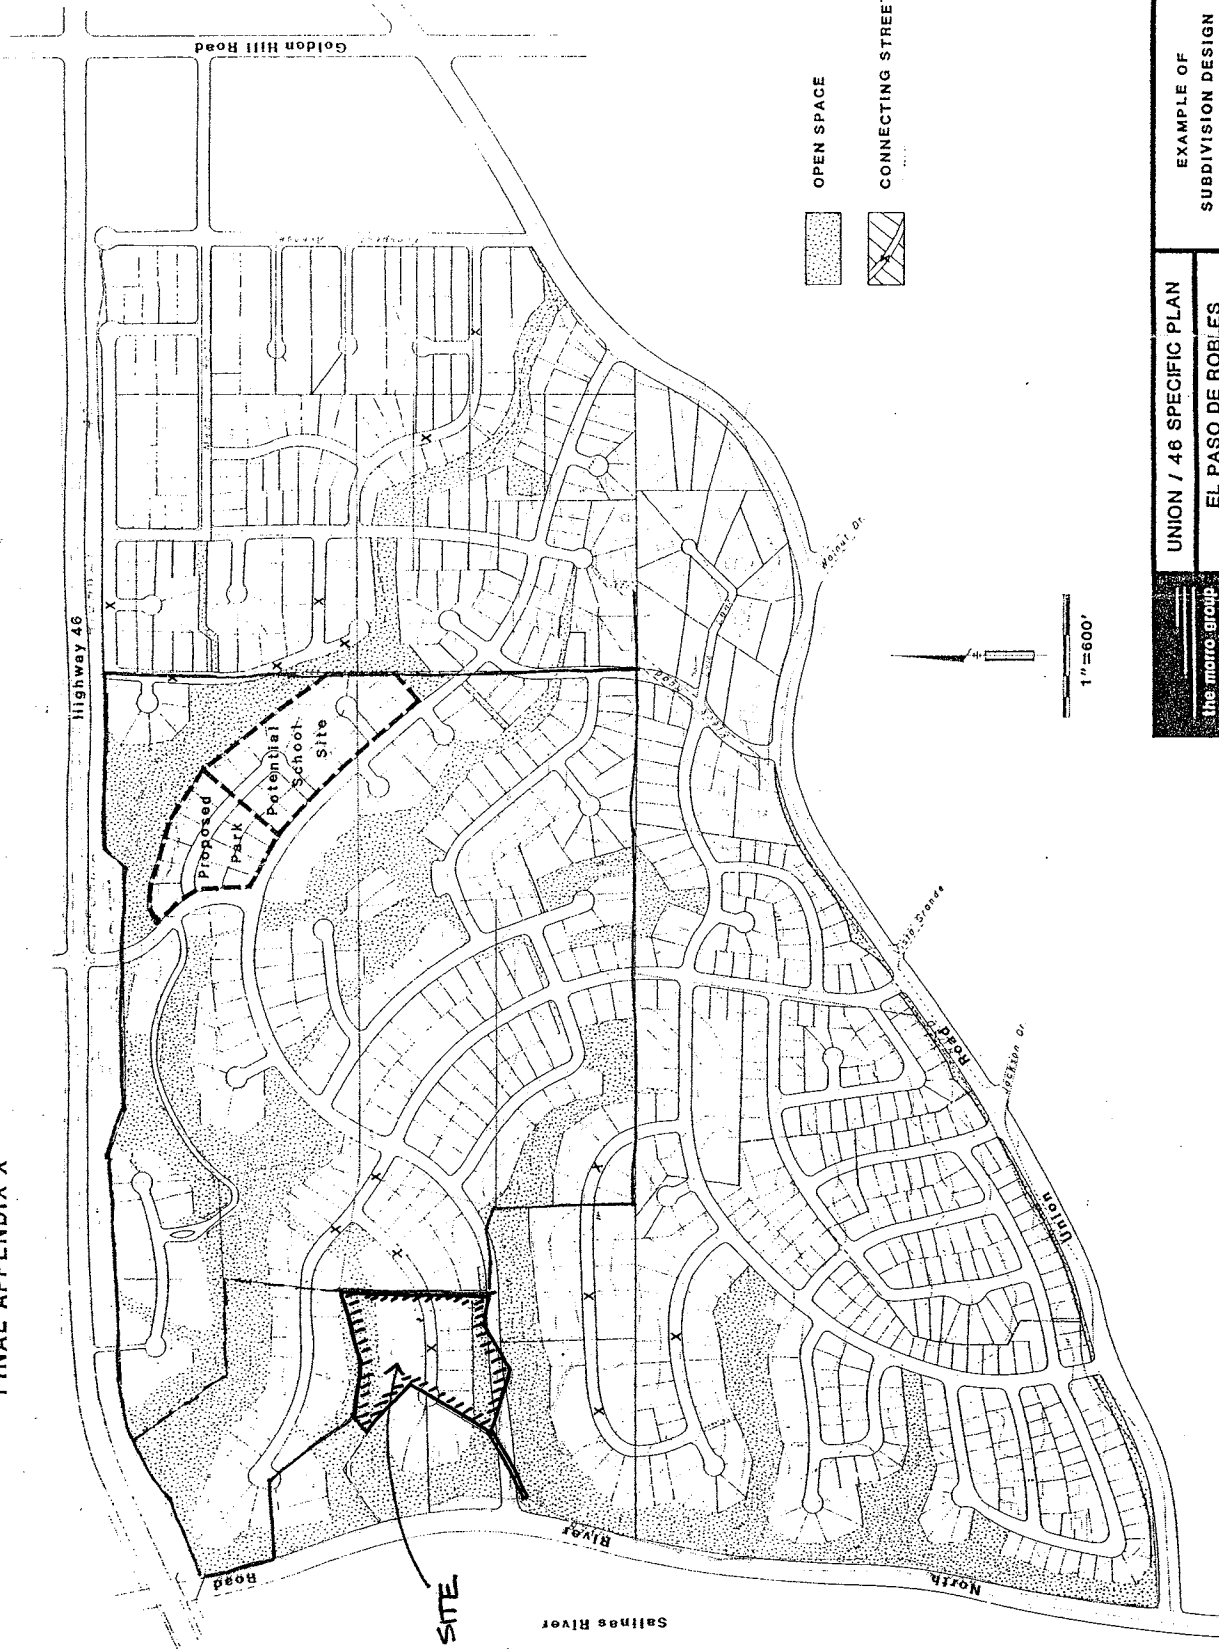 FINAL APPENDIX X
Highway 46
Golden Hill Road
Proposed
Park
Potential
School
Site
Walnut Dr.
Vista Grande
Jackson Dr.
Union
Road
North
River
Road
Salinas River
SITE
OPEN SPACE
CONNECTING STREET
1"=600'
the morro group
UNION / 46 SPECIFIC PLAN
EL PASO DE ROBLES
EXAMPLE OF
SUBDIVISION DESIGN